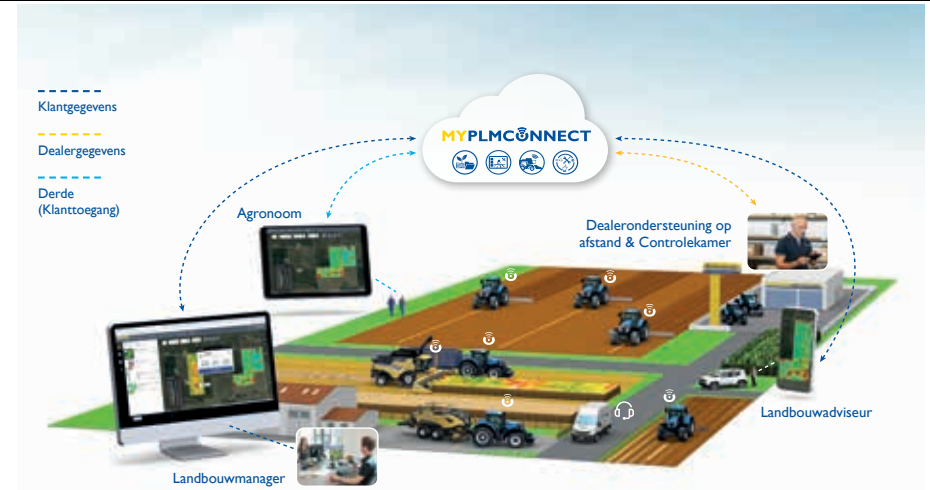 Klantgegevens
Dealergegevens
Derde
(Klanttoegang)
MYPLMCONNECT
Agronoom
Dealerondersteuning op
afstand & Controlekamer
Landbouwadviseur
Landbouwmanager